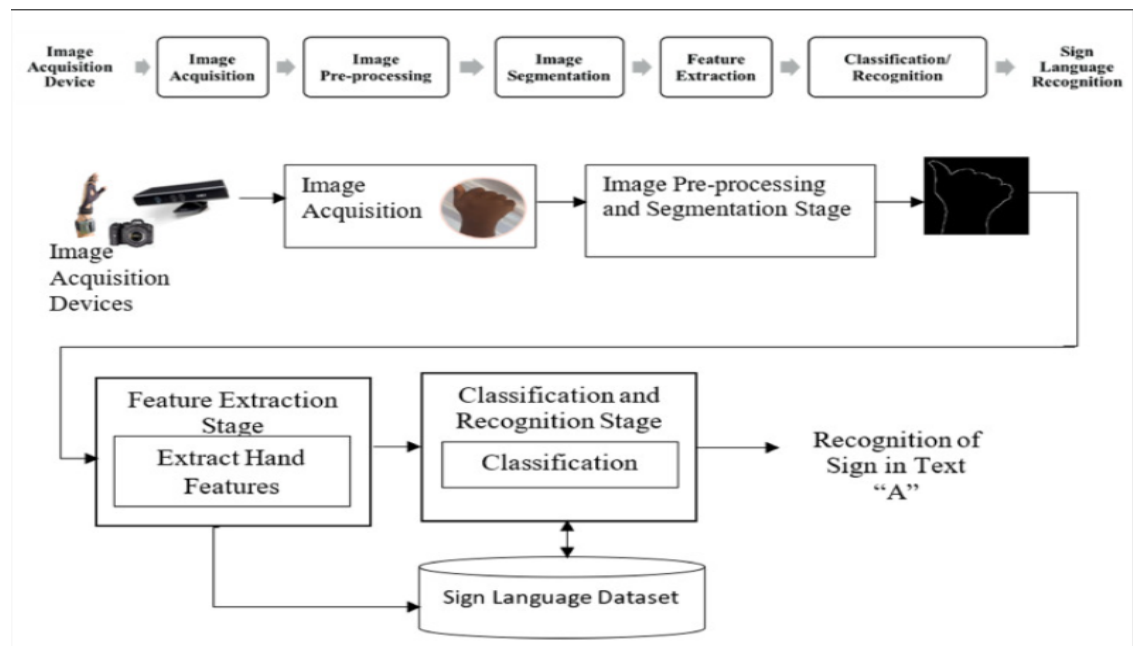 Image
Acquisition
Device
Image
Acquisition
Image
Pre-processing
Image
Segmentation
Feature
Extraction
Classification/
Recognition
Sign
Language
Recognition
Image
Acquisition
Devices
Image
Acquisition
Image Pre-processing
and Segmentation Stage
Feature Extraction
Stage
Extract Hand
Features
Classification and
Recognition Stage
Classification
Recognition of
Sign in Text
“A”
Sign Language Dataset